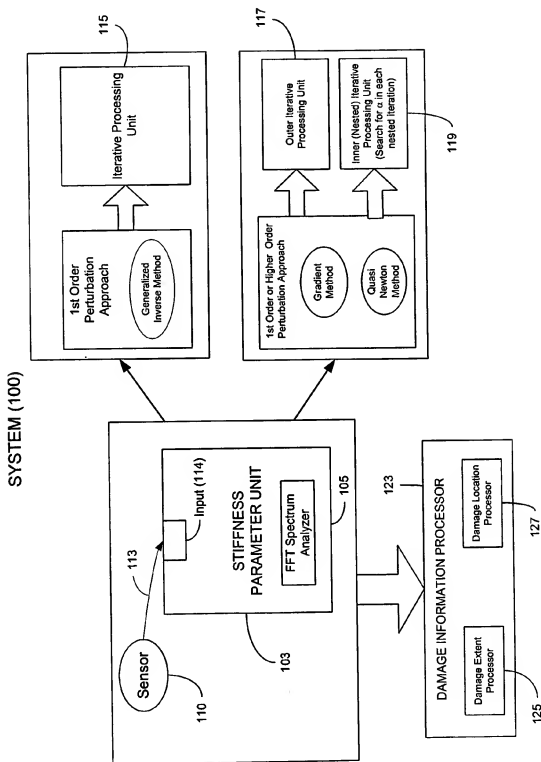 SYSTEM (100)
Sensor
110
113
Input (114)
STIFFNESS
PARAMETER UNIT
FFT Spectrum
Analyzer
103
105
1st Order
Perturbation
Approach
Generalized
Inverse Method
Iterative Processing
Unit
115
1st Order or Higher Order
Perturbation Approach
Gradient
Method
Quasi
Newton
Method
Outer Iterative
Processing Unit
117
Inner (Nested) Iterative
Processing Unit
(Search for α in each
nested Iteration)
119
DAMAGE INFORMATION PROCESSOR
123
Damage Extent
Processor
125
Damage Location
Processor
127